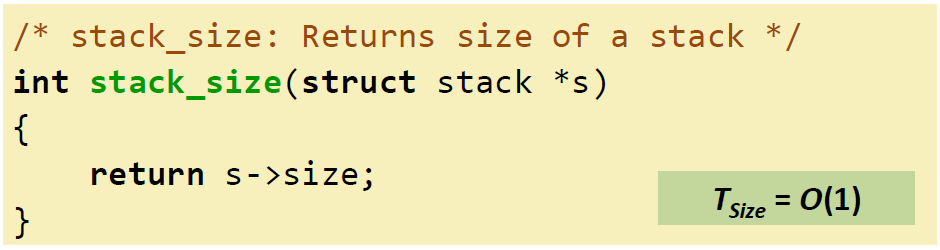 /* stack_size: Returns size of a stack */
int stack_size(struct stack *s)
{
    return s->size;
}
T_Size = O(1)